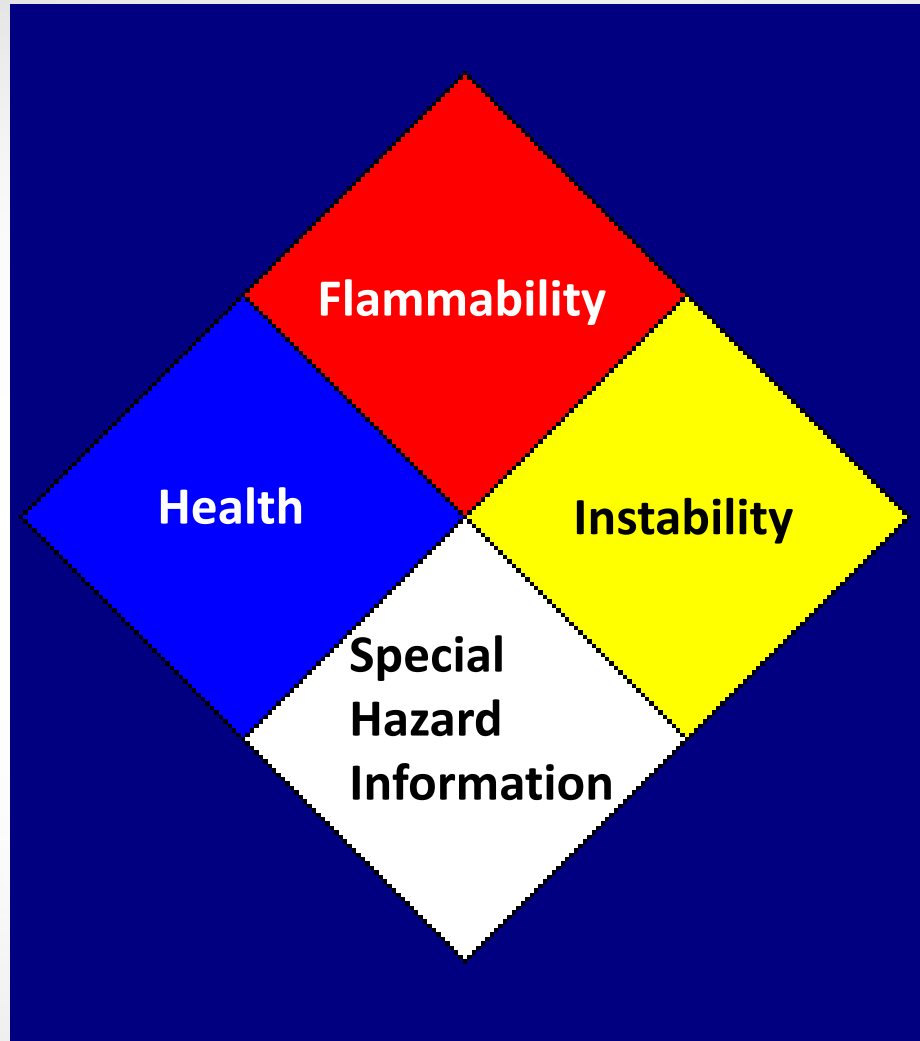 Flammability
Health
Instability
Special
Hazard
Information